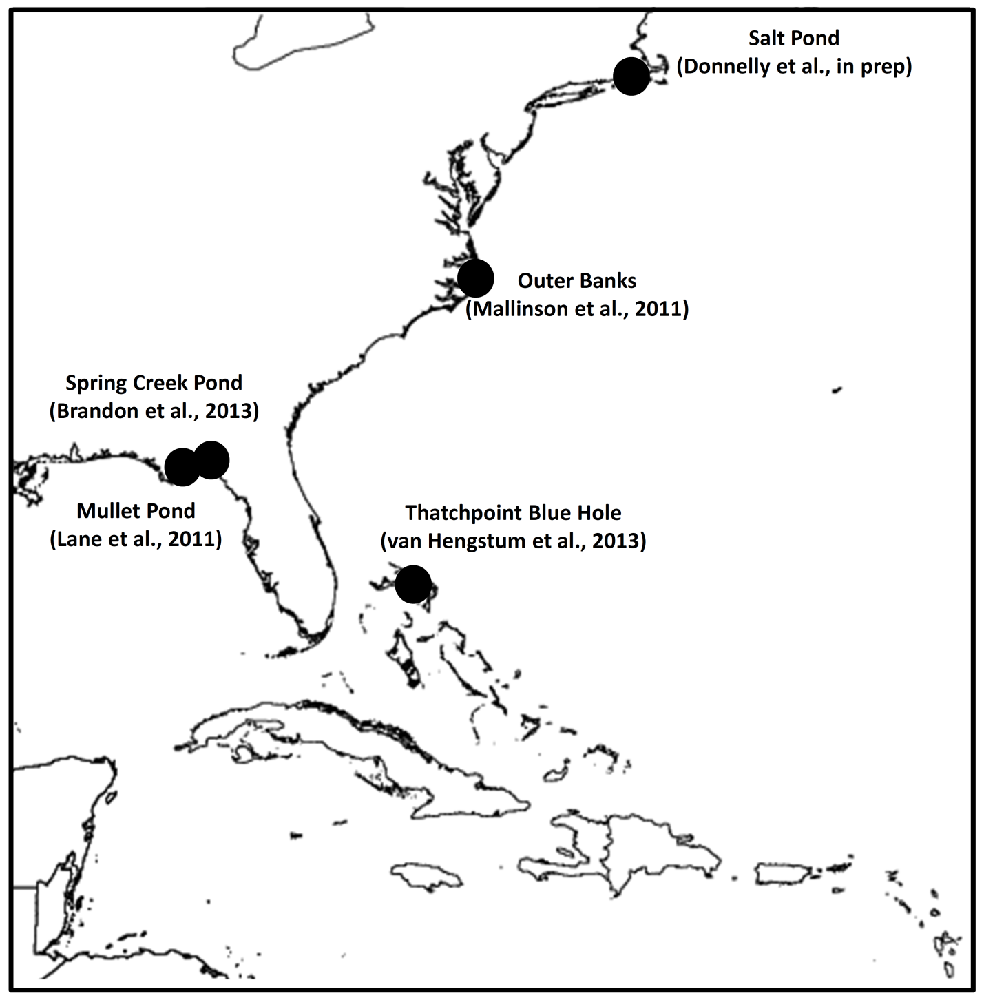 Salt Pond
(Donnelly et al., in prep)
Outer Banks
(Mallinson et al., 2011)
Spring Creek Pond
(Brandon et al., 2013)
Mullet Pond
(Lane et al., 2011)
Thatchpoint Blue Hole
(van Hengstum et al., 2013)